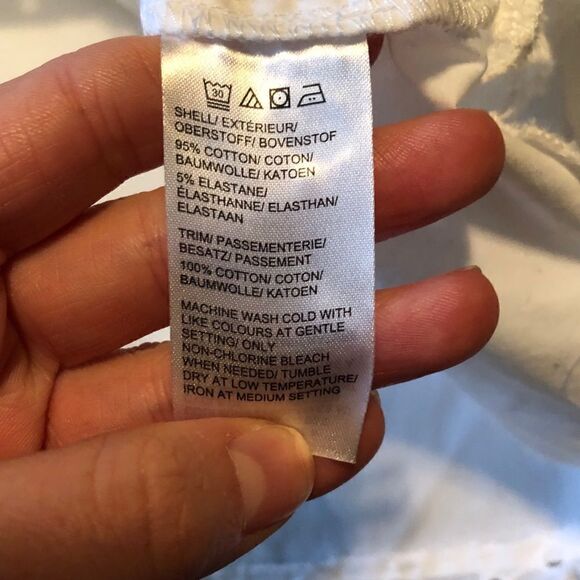 30
SHELL/ EXTÉRIEUR/
OBERSTOFF/ BOVENSTOF
95% COTTON/ COTON/
BAUMWOLLE/ KATOEN
5% ELASTANE/
ÉLASTHANNE/ ELASTHAN/
ELASTAAN
TRIM/ PASSEMENTERIE/
BESATZ/ PASSEMENT
100% COTTON/ COTON/
BAUMWOLLE/ KATOEN
MACHINE WASH COLD WITH
LIKE COLOURS AT GENTLE
SETTING/ ONLY
NON-CHLORINE BLEACH
WHEN NEEDED/ TUMBLE
DRY AT LOW TEMPERATURE/
IRON AT MEDIUM SETTING